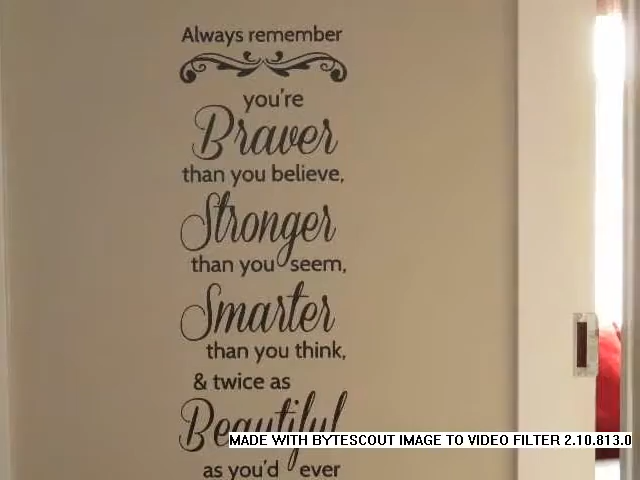 Always remember
you're
Braver
than you believe,
Stronger
than you seem,
Smarter
than you think,
& twice as
Beautiful
MADE WITH BYTESCOUT IMAGE TO VIDEO FILTER 2.10.813.0
as you'd ever